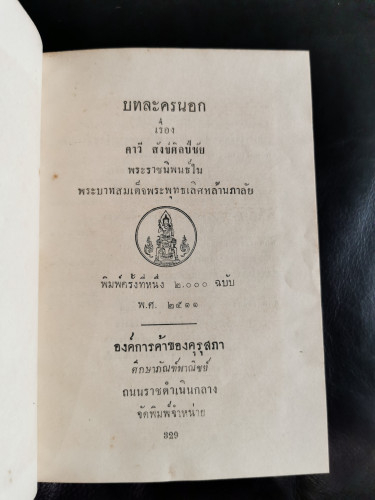 บทละครนอก
เรื่อง
คาวี สังข์ศิลป์ชัย
พระราชนิพนธ์ใน
พระบาทสมเด็จพระพุทธเลิศหล้านภาลัย
พิมพ์ครั้งที่หนึ่ง ๒,๐๐๐ ฉบับ
พ.ศ. ๒๕๑๑
องค์การค้าของคุรุสภา
ศึกษาภัณฑ์พาณิชย์
ถนนราชดำเนินกลาง
จัดพิมพ์จำหน่าย
329